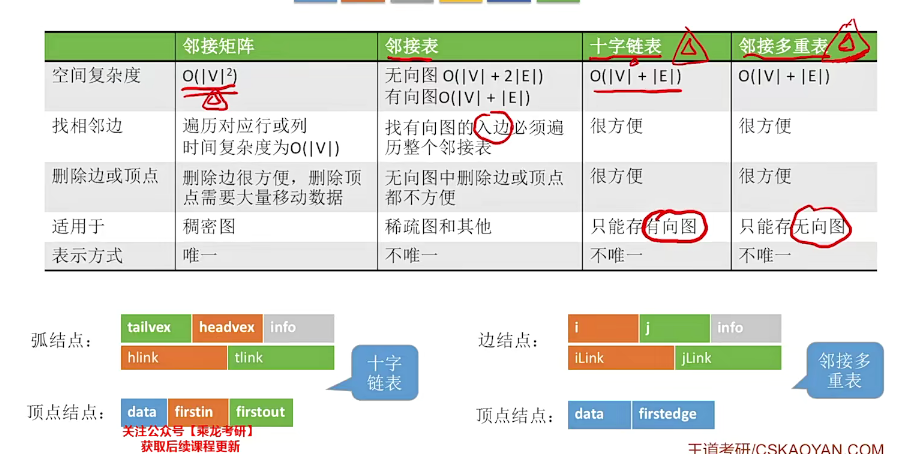 邻接矩阵 邻接表 十字链表 邻接多重表
空间复杂度 O(|V|²) 无向图 O(|V| + 2|E|) O(|V| + |E|) O(|V| + |E|)
有向图O(|V| + |E|)
找相邻边 遍历对应行或列 找有向图的入边必须遍 很方便 很方便
时间复杂度为O(|V|) 历整个邻接表
删除边或顶点 删除边很方便，删除顶 无向图中删除边或顶点 很方便 很方便
点需要大量移动数据 都不方便
适用于 稠密图 稀疏图和其他 只能存有向图 只能存无向图
表示方式 唯一 不唯一 不唯一 不唯一
弧结点： tailvex headvex info
hlink tlink
十字
链表
顶点结点： data firstin firstout
关注公众号【乘龙考研】
获取后续课程更新
边结点： i j info
iLink jLink
邻接多
重表
顶点结点： data firstedge
王道考研/CSKAOYAN.COM